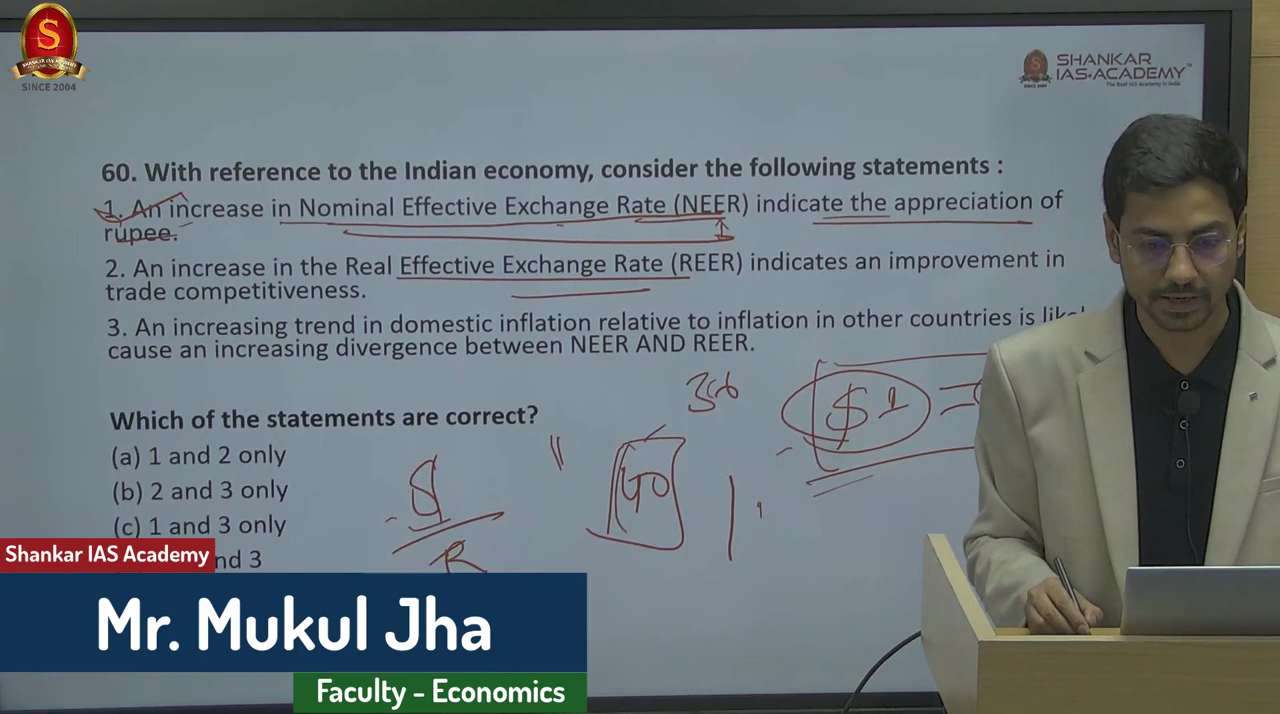 S
SHANKAR IAS ACADEMY
SINCE 2004
SHANKAR
IAS ACADEMY™
SINCE 2004
The Best IAS Academy in India
60. With reference to the Indian economy, consider the following statements :
1. An increase in Nominal Effective Exchange Rate (NEER) indicate the appreciation of
rupee.
2. An increase in the Real Effective Exchange Rate (REER) indicates an improvement in
trade competitiveness.
3. An increasing trend in domestic inflation relative to inflation in other countries is
cause an increasing divergence between NEER AND REER.
$ 1 =
40
$
R
Which of the statements are correct?
(a) 1 and 2 only
(b) 2 and 3 only
(c) 1 and 3 only
nd 3
Shankar IAS Academy
Mr. Mukul Jha
Faculty - Economics